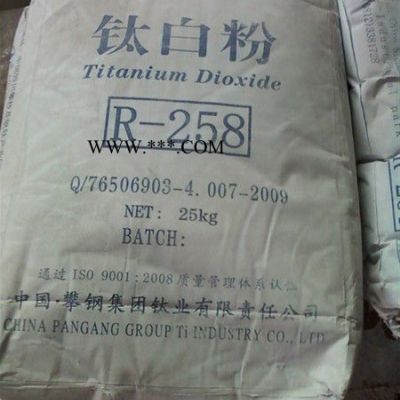 钛白粉
Titanium Dioxide
R-258
WWW.***.COM
Q/76506903-4.007-2009
NET: 25kg
BATCH:
通过ISO 9001:2008质量管理体系认证
中国·攀钢集团钛业有限责任公司
CHINA PANGANG GROUP Ti INDUSTRY CO., LTD